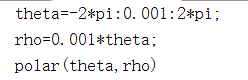 theta=-2*pi:0.001:2*pi;
rho=0.001*theta;
polar(theta,rho)